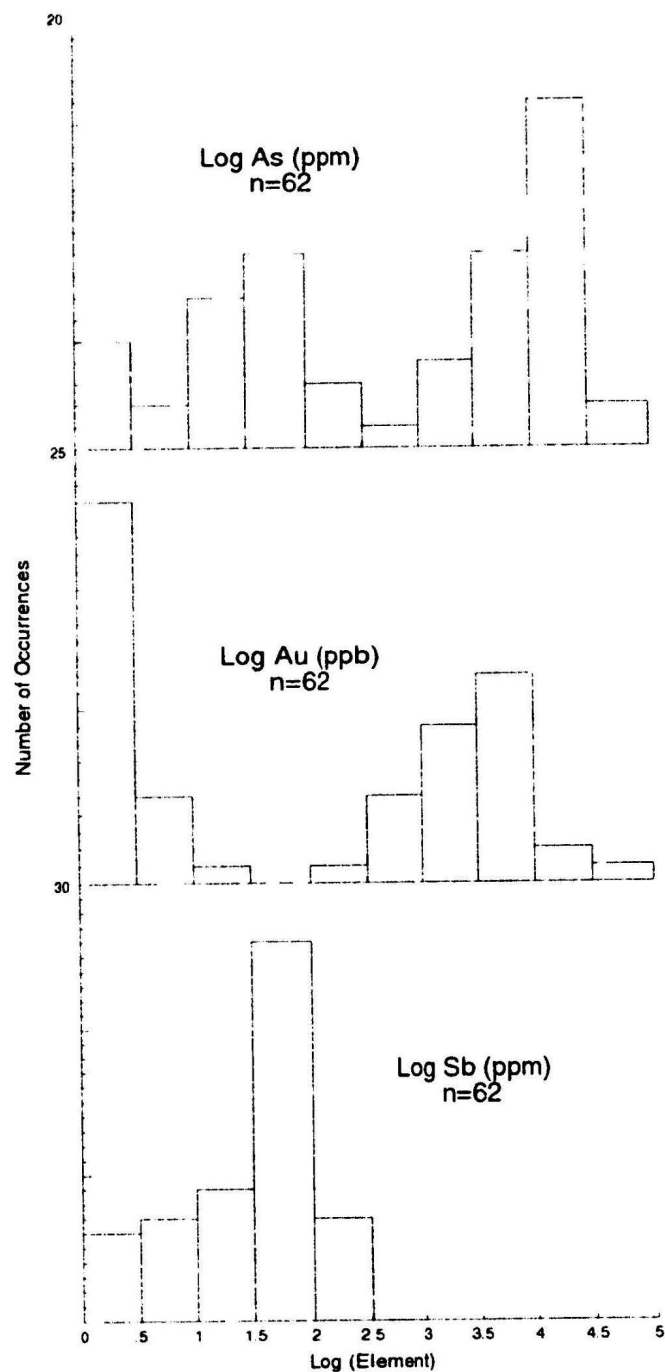 20
Log As (ppm)
n=62
25
Number of Occurrences
Log Au (ppb)
n=62
30
Log Sb (ppm)
n=62
0 .5 1 1.5 2 2.5 3 3.5 4 4.5 5
Log (Element)